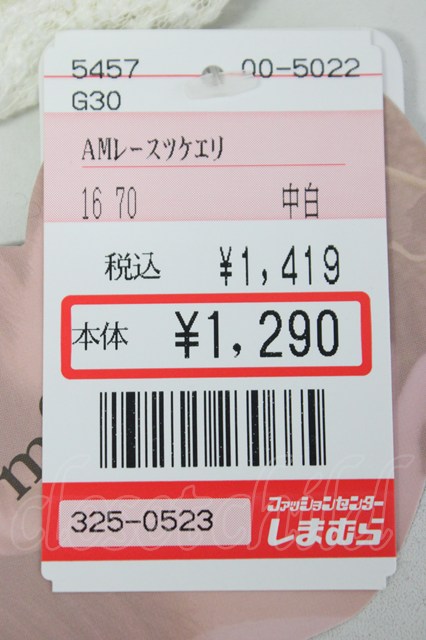 5457 00-5022
G30
AMレースツケエリ
16 70 中白
税込 ¥1,419
本体 ¥1,290
325-0523
ファッションセンター
しまむら
closet child